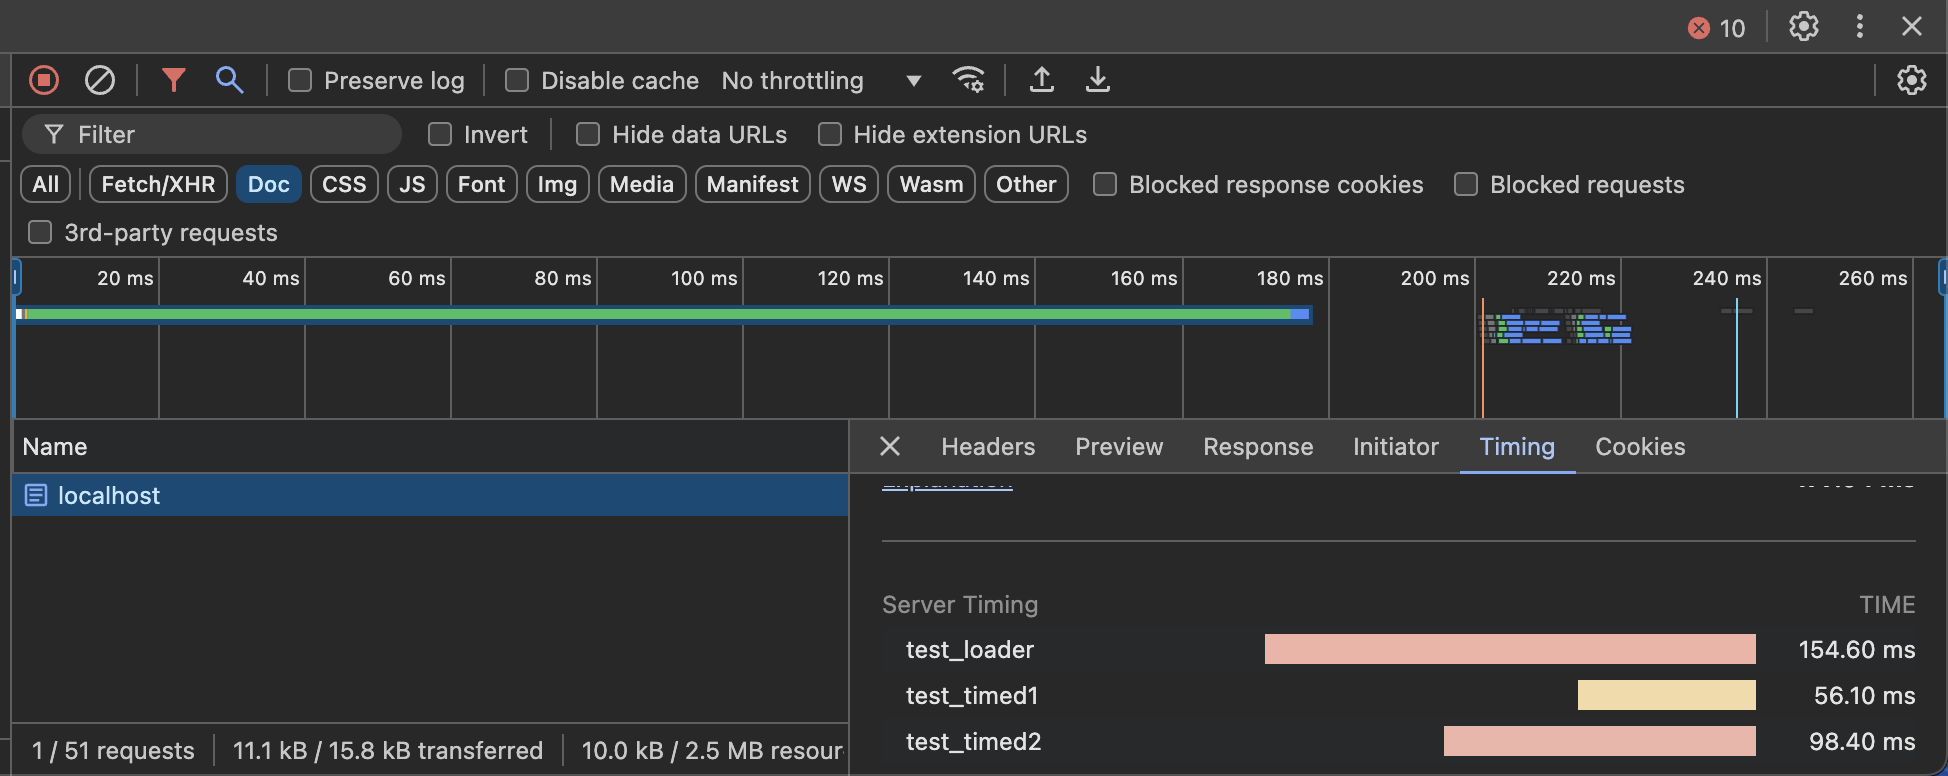 10
Preserve log Disable cache No throttling
Filter Invert Hide data URLs Hide extension URLs
All Fetch/XHR Doc CSS JS Font Img Media Manifest WS Wasm Other Blocked response cookies Blocked requests
3rd-party requests
20 ms 40 ms 60 ms 80 ms 100 ms 120 ms 140 ms 160 ms 180 ms 200 ms 220 ms 240 ms 260 ms
Name Headers Preview Response Initiator Timing Cookies
localhost
Server Timing TIME
test_loader 154.60 ms
test_timed1 56.10 ms
test_timed2 98.40 ms
1 / 51 requests 11.1 kB / 15.8 kB transferred 10.0 kB / 2.5 MB resour